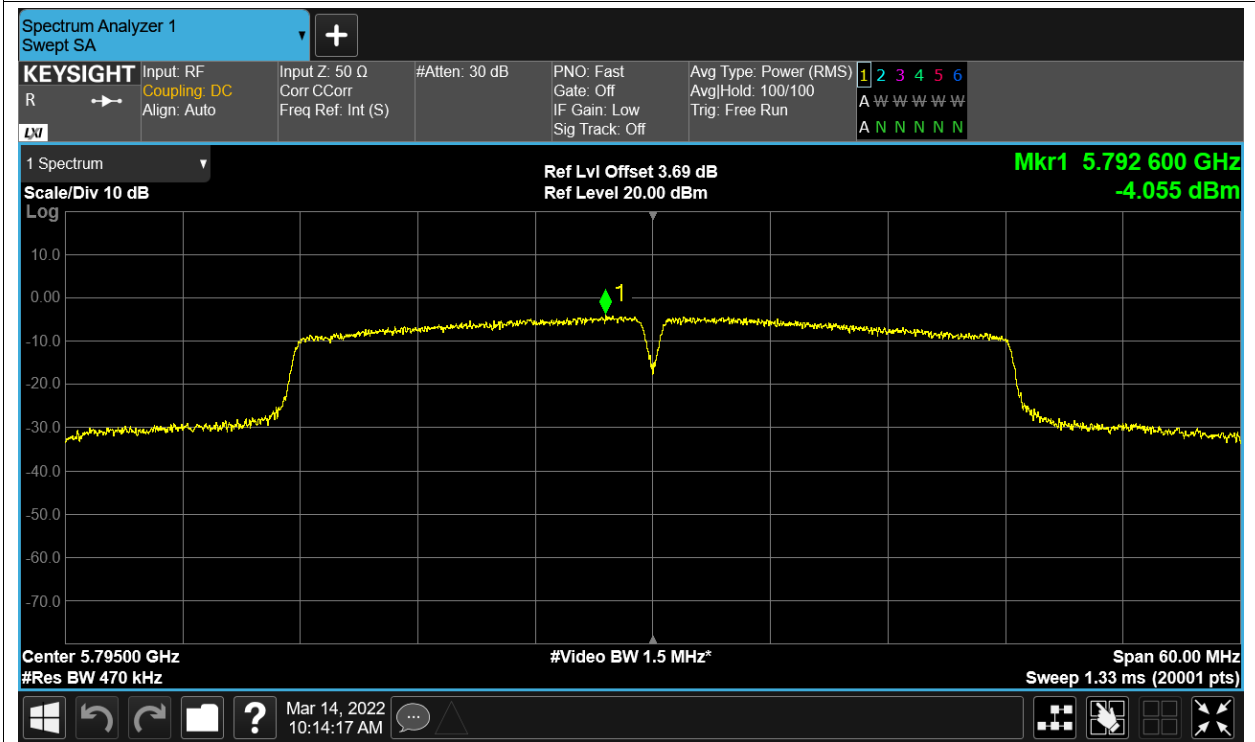 Spectrum Analyzer 1
Swept SA
+
KEYSIGHT
R
LXI
Input: RF
Coupling: DC
Align: Auto
Input Z: 50 Ω
Corr CCorr
Freq Ref: Int (S)
#Atten: 30 dB
PNO: Fast
Gate: Off
IF Gain: Low
Sig Track: Off
Avg Type: Power (RMS)
Avg|Hold: 100/100
Trig: Free Run
1 2 3 4 5 6
A W W W W W
A N N N N N
1 Spectrum
Scale/Div 10 dB
Log
Ref Lvl Offset 3.69 dB
Ref Level 20.00 dBm
Mkr1 5.792 600 GHz
-4.055 dBm
10.0
0.00
-10.0
-20.0
-30.0
-40.0
-50.0
-60.0
-70.0
1
Center 5.79500 GHz
#Res BW 470 kHz
#Video BW 1.5 MHz*
Span 60.00 MHz
Sweep 1.33 ms (20001 pts)
?
Mar 14, 2022
10:14:17 AM